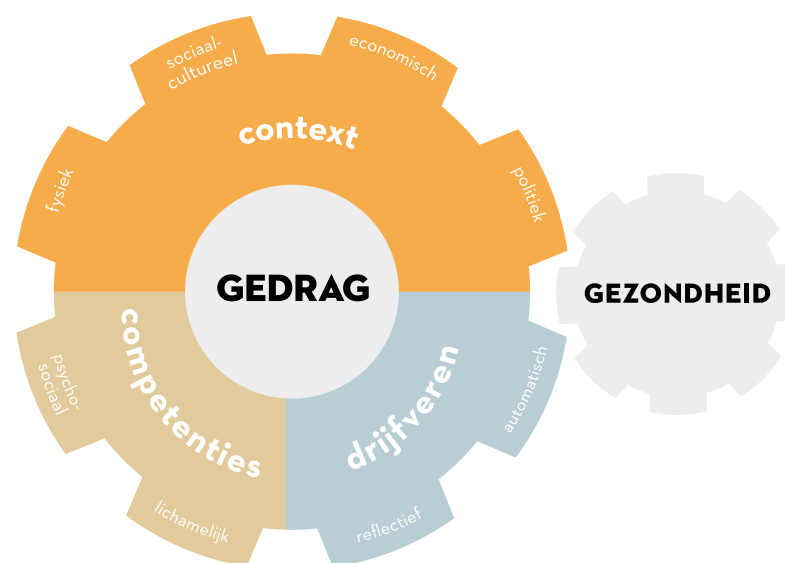 sociaal-
cultureel
economisch
context
fysiek
politiek
GEDRAG
GEZONDHEID
competenties
drijfveren
psycho-
sociaal
automatisch
lichamelijk
reflectief